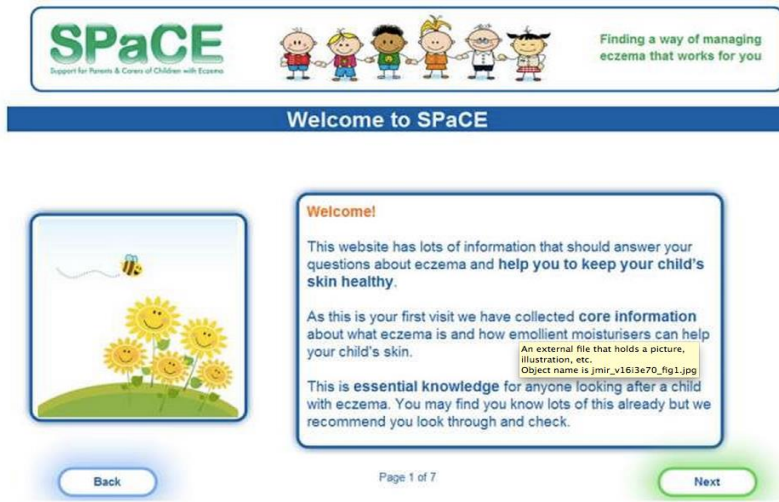 SPaCE
Support for Parents & Carers of Children with Eczema
Finding a way of managing
eczema that works for you
Welcome to SPaCE
Welcome!
This website has lots of information that should answer your
questions about eczema and help you to keep your child's
skin healthy.
As this is your first visit we have collected core information
about what eczema is and how emollient moisturisers can help
your child's skin.
An external file that holds a picture,
illustration, etc.
Object name is jmir_v16i3e70_fig1.jpg
This is essential knowledge for anyone looking after a child
with eczema. You may find you know lots of this already but we
recommend you look through and check.
Back
Page 1 of 7
Next